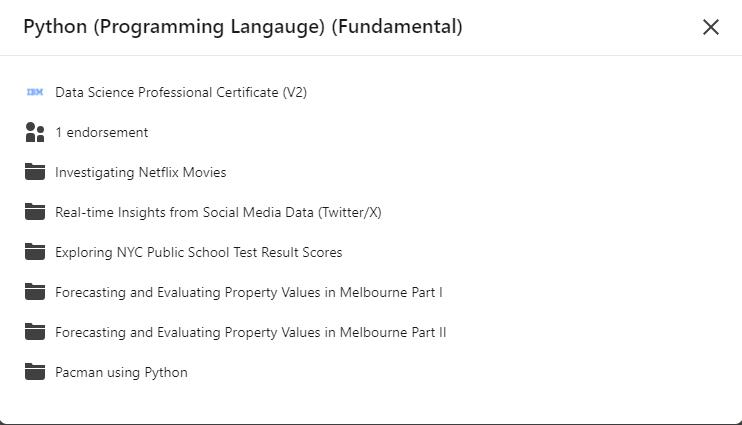 Python (Programming Langauge) (Fundamental)
IBM Data Science Professional Certificate (V2)
1 endorsement
Investigating Netflix Movies
Real-time Insights from Social Media Data (Twitter/X)
Exploring NYC Public School Test Result Scores
Forecasting and Evaluating Property Values in Melbourne Part I
Forecasting and Evaluating Property Values in Melbourne Part II
Pacman using Python